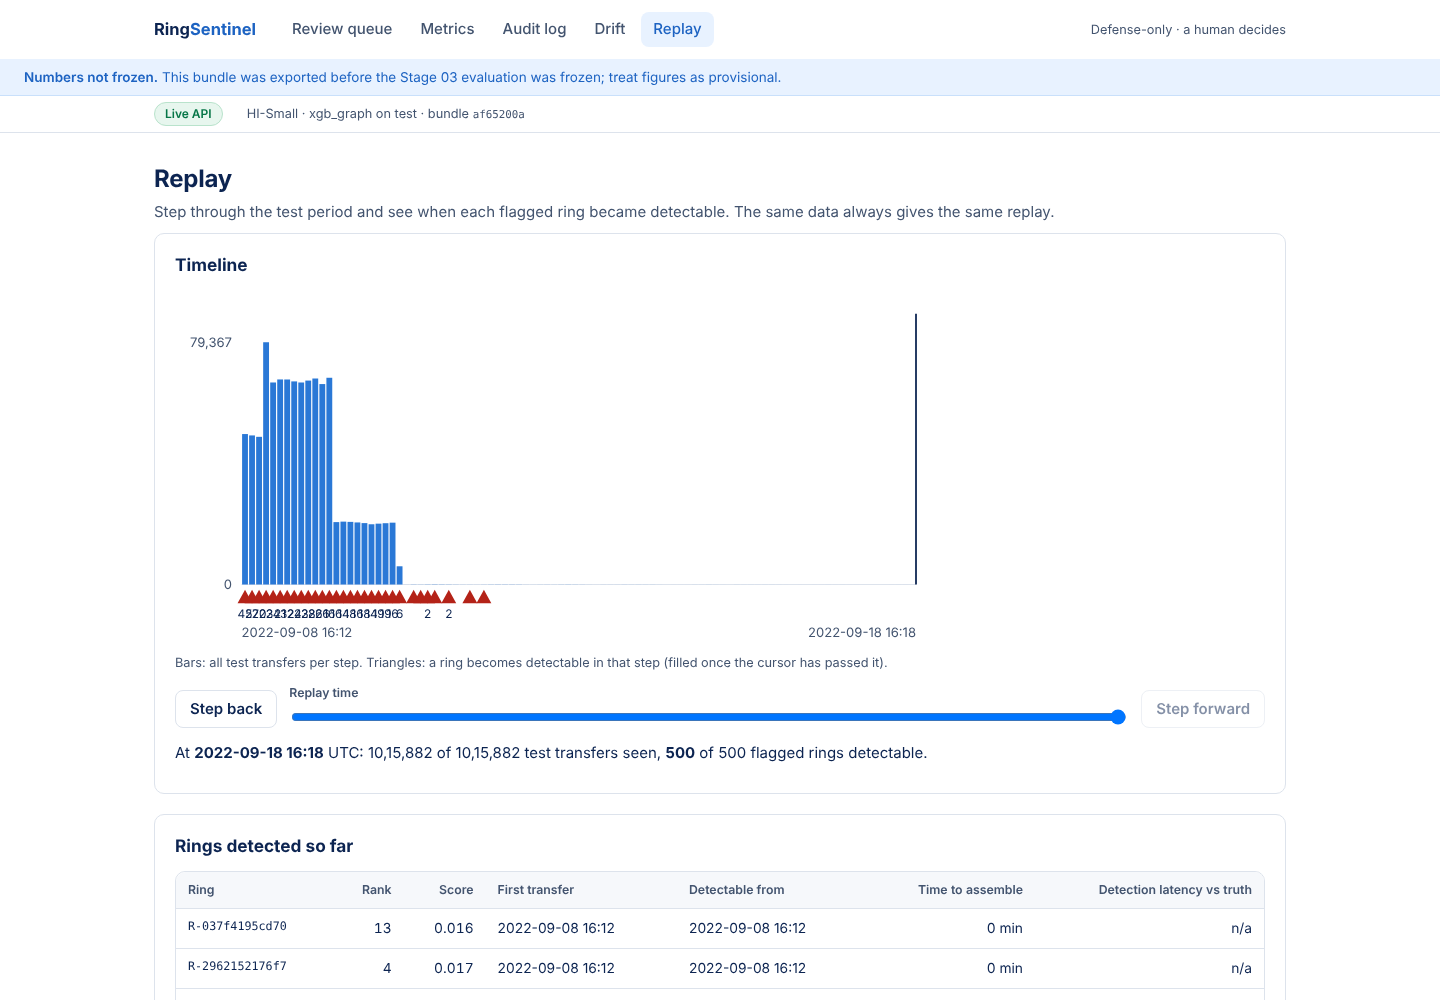 RingSentinel Review queue Metrics Audit log Drift Replay Defense-only · a human decides
Numbers not frozen. This bundle was exported before the Stage 03 evaluation was frozen; treat figures as provisional.
Live API HI-Small · xgb_graph on test · bundle af65200a
Replay
Step through the test period and see when each flagged ring became detectable. The same data always gives the same replay.
Timeline
79,367
0
2 2
2022-09-08 16:12 2022-09-18 16:18
Bars: all test transfers per step. Triangles: a ring becomes detectable in that step (filled once the cursor has passed it).
Replay time
Step back Step forward
At 2022-09-18 16:18 UTC: 10,15,882 of 10,15,882 test transfers seen, 500 of 500 flagged rings detectable.
Rings detected so far
Ring Rank Score First transfer Detectable from Time to assemble Detection latency vs truth
R-037f4195cd70 13 0.016 2022-09-08 16:12 2022-09-08 16:12 0 min n/a
R-2962152176f7 4 0.017 2022-09-08 16:12 2022-09-08 16:12 0 min n/a